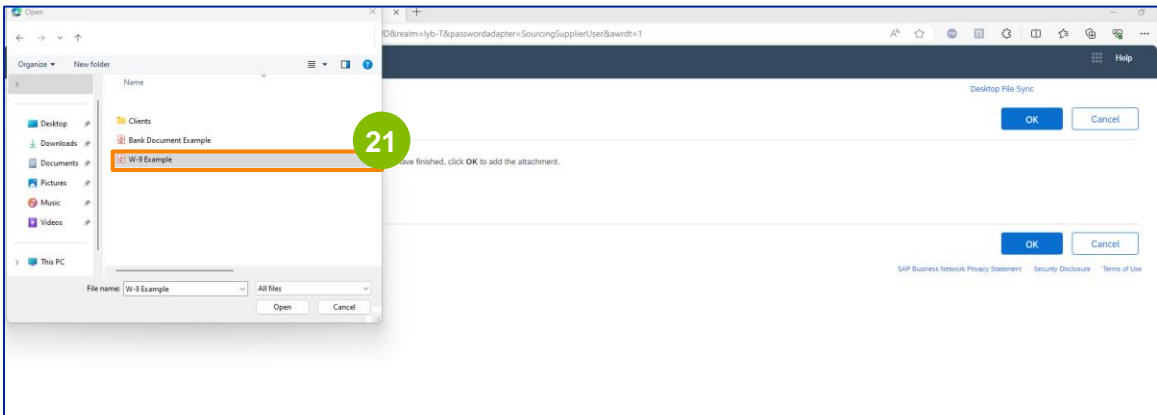 Open
D&realm=lyb-T&passwordadapter=SourcingSupplierUser&awrdt=1
Organize New folder
Help
Name
Desktop File Sync
Desktop
Clients
OK Cancel
Downloads
Bank Document Example
21
Documents
W-9 Example
ave finished, click OK to add the attachment.
Pictures
Music
Videos
OK Cancel
This PC
SAP Business Network Privacy Statement Security Disclosure Terms of Use
File name: W-9 Example All files
Open Cancel